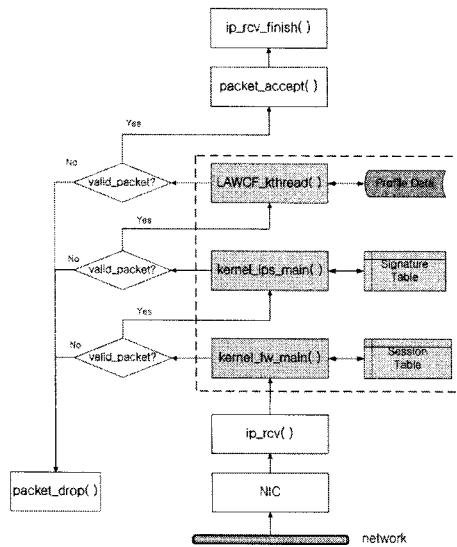 ip_rcv_finish( )
packet_accept( )
Yes
No
valid_packet?
LAWCF_kthread( )
Profile Data
Yes
No
valid_packet?
kernel_ips_main( )
Signature
Table
Yes
No
valid_packet?
kernel_fw_main( )
Session
Table
ip_rcv( )
packet_drop( )
NIC
network